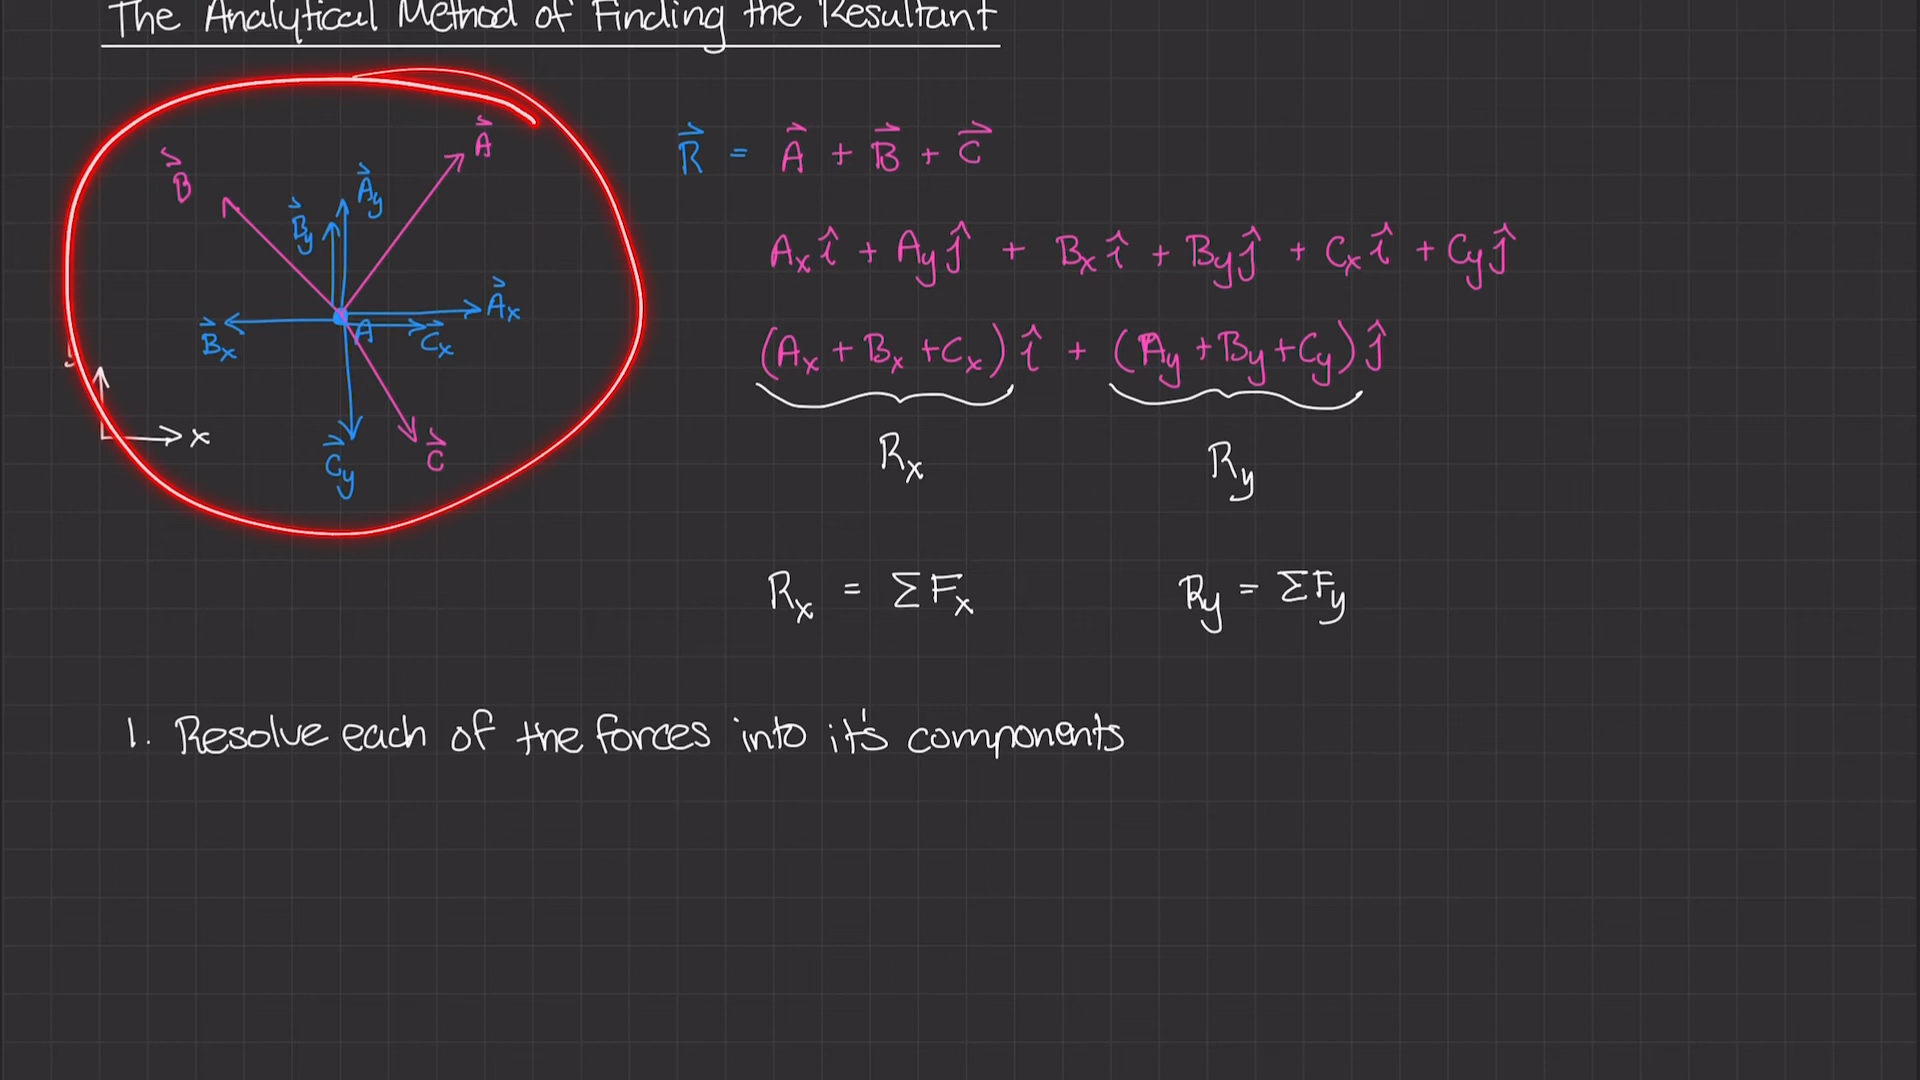 The Analytical Method of Finding the Resultant
A⃗
B⃗
A⃗y
B⃗y
A⃗x
B⃗x
A
C⃗x
x
C⃗y
C⃗
R⃗ = A⃗ + B⃗ + C⃗
Axî + Ayĵ + Bxî + Byĵ + Cxî + Cyĵ
(Ax + Bx + Cx) î + (Ay + By + Cy) ĵ
Rx Ry
Rx = ΣFx Ry = ΣFy
1. Resolve each of the forces into it's components